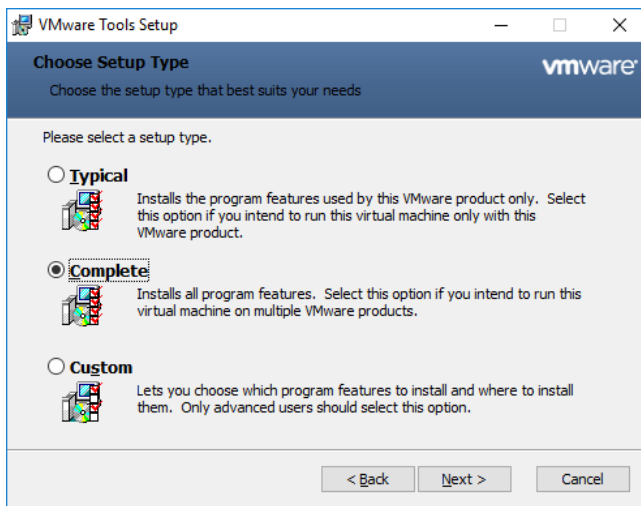 VMware Tools Setup
Choose Setup Type
vmware
Choose the setup type that best suits your needs
Please select a setup type.
Typical
Installs the program features used by this VMware product only. Select
this option if you intend to run this virtual machine only with this
VMware product.
Complete
Installs all program features. Select this option if you intend to run this
virtual machine on multiple VMware products.
Custom
Lets you choose which program features to install and where to install
them. Only advanced users should select this option.
< Back Next > Cancel